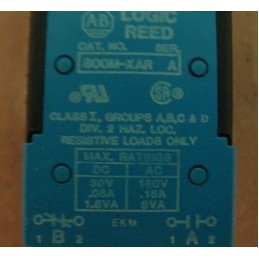 AB LOGIC
REED
CAT. NO. SER.
800M-XAR A
CLASS I, GROUPS A,B,C & D
DIV. 2 HAZ. LOC.
RESISTIVE LOADS ONLY
MAX. RATINGS
DC AC
30V 150V
.06A .15A
1.8VA 8VA
EKM
1 B 2 1 A 2